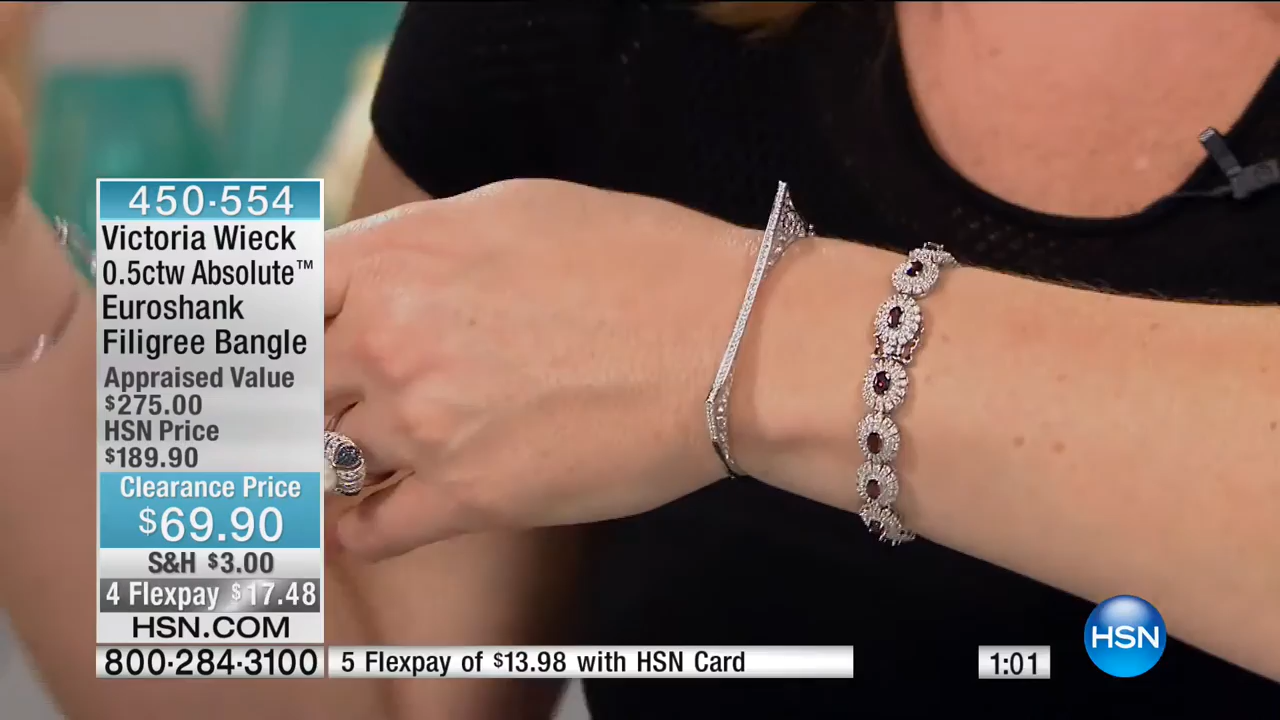 450-554
Victoria Wieck
0.5ctw Absolute™
Euroshank
Filigree Bangle
Appraised Value
$275.00
HSN Price
$189.90
Clearance Price
$69.90
S&H $3.00
4 Flexpay $17.48
HSN.COM
800·284·3100
5 Flexpay of $13.98 with HSN Card
1:01
HSN